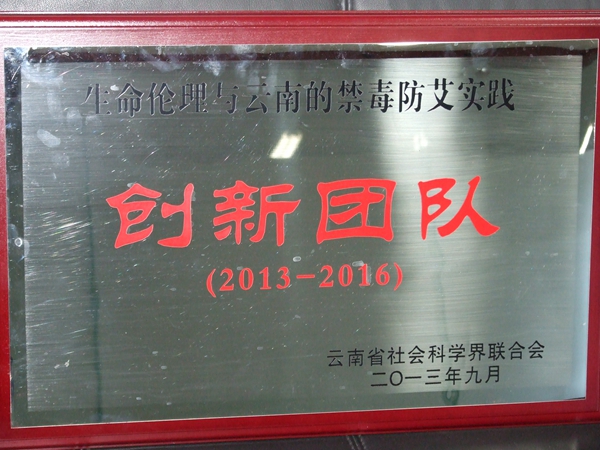 生命伦理与云南的禁毒防艾实践
创新团队
(2013-2016)
云南省社会科学界联合会
二〇一三年九月